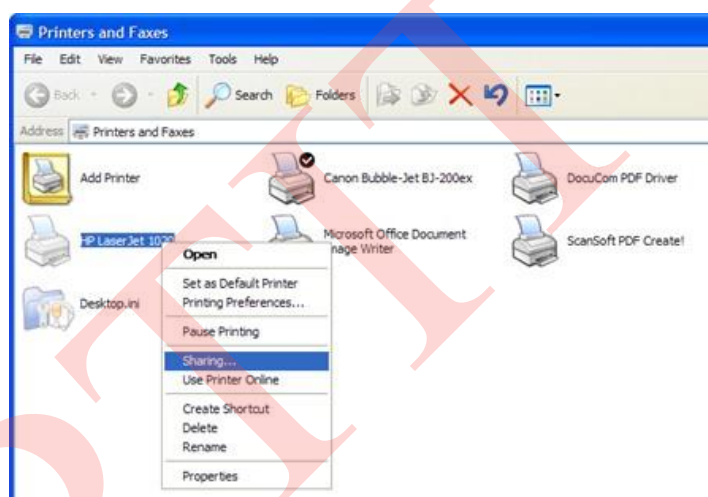 Printers and Faxes
File Edit View Favorites Tools Help
Back Search Folders
Address Printers and Faxes
Add Printer Canon Bubble-Jet BJ-200ex DocuCom PDF Driver
HP LaserJet 1020 Microsoft Office Document ScanSoft PDF Create!
Image Writer
Open
Set as Default Printer
Desktop.ini Printing Preferences...
Pause Printing
Sharing...
Use Printer Online
Create Shortcut
Delete
Rename
Properties